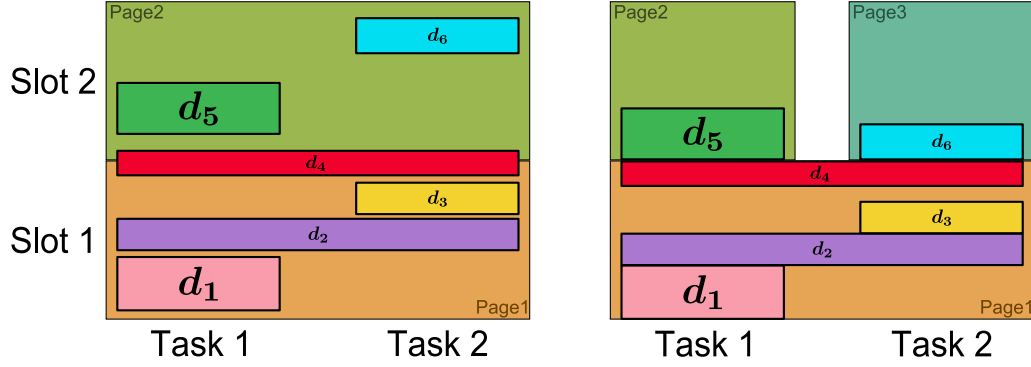 Page2
d₆
Slot 2
d₅
d₄
d₃
Slot 1
d₂
d₁
Page1
Task 1 Task 2
Page2 Page3
d₅
d₆
d₄
d₃
d₂
d₁
Page1
Task 1 Task 2